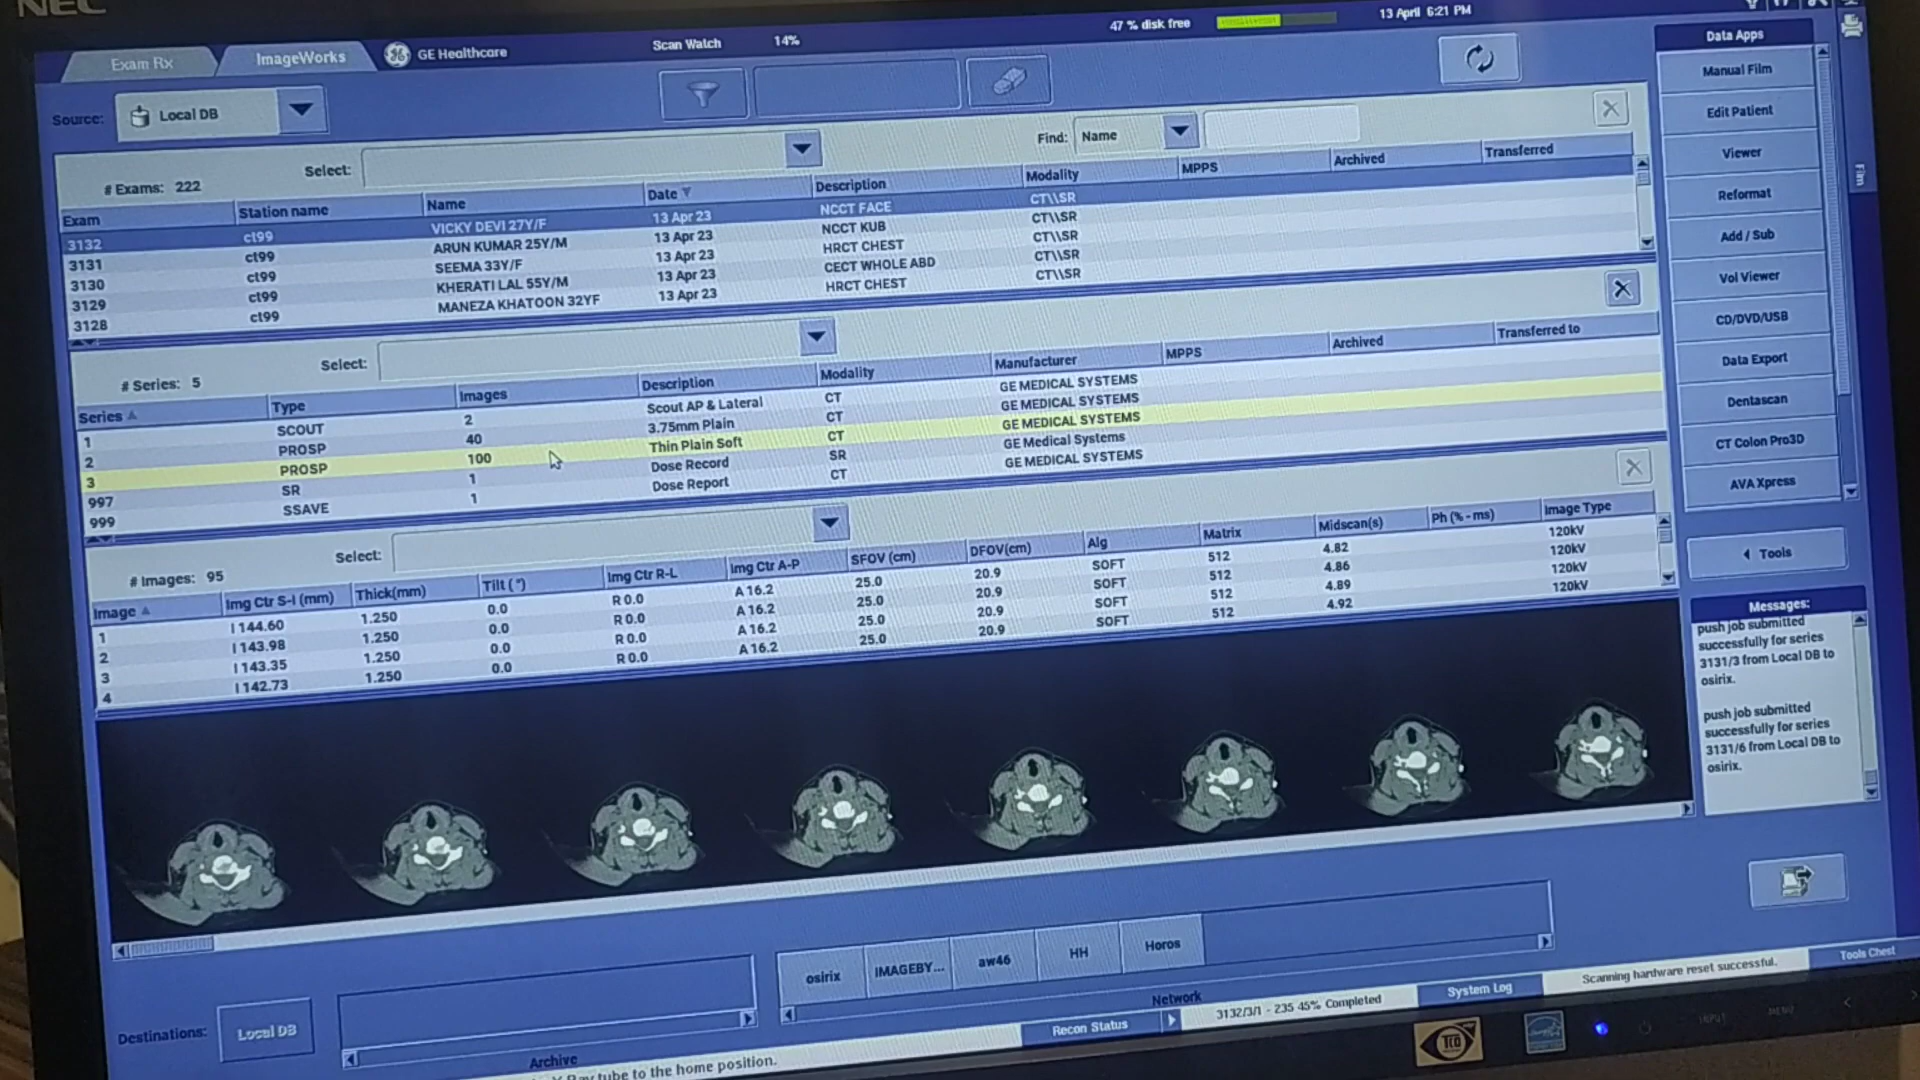 NEC
Exam Rx
ImageWorks
GE Healthcare
Scan Watch 14%
47 % disk free
13 April 6:21 PM
Source: Local DB
Select:
Find: Name
# Exams: 222
Exam Station name Name Date Description Modality MPPS Archived Transferred
3132 ct99 VICKY DEVI 27Y/F 13 Apr 23 NCCT FACE CT\\SR
3131 ct99 ARUN KUMAR 25Y/M 13 Apr 23 NCCT KUB CT\\SR
3130 ct99 SEEMA 33Y/F 13 Apr 23 HRCT CHEST CT\\SR
3129 ct99 KHERATI LAL 55Y/M 13 Apr 23 CECT WHOLE ABD CT\\SR
3128 ct99 MANEZA KHATOON 32YF 13 Apr 23 HRCT CHEST CT\\SR
Select:
# Series: 5
Series Type Images Description Modality Manufacturer MPPS Archived Transferred to
1 SCOUT 2 Scout AP & Lateral CT GE MEDICAL SYSTEMS
2 PROSP 40 3.75mm Plain CT GE MEDICAL SYSTEMS
3 PROSP 100 Thin Plain Soft CT GE MEDICAL SYSTEMS
997 SR 1 Dose Record SR GE Medical Systems
999 SSAVE 1 Dose Report CT GE MEDICAL SYSTEMS
Select:
# Images: 95
Image Img Ctr S-I (mm) Thick(mm) Tilt (°) Img Ctr R-L Img Ctr A-P SFOV (cm) DFOV(cm) Alg Matrix Midscan(s) Ph (% - ms) Image Type
1 I 144.60 1.250 0.0 R 0.0 A 16.2 25.0 20.9 SOFT 512 4.82 120kV
2 I 143.98 1.250 0.0 R 0.0 A 16.2 25.0 20.9 SOFT 512 4.86 120kV
3 I 143.35 1.250 0.0 R 0.0 A 16.2 25.0 20.9 SOFT 512 4.89 120kV
4 I 142.73 1.250 0.0 R 0.0 A 16.2 25.0 20.9 SOFT 512 4.92 120kV
Data Apps
Manual Film
Edit Patient
Viewer
Reformat
Add / Sub
Vol Viewer
CD/DVD/USB
Data Export
Dentascan
CT Colon Pro3D
AVA Xpress
Tools
Film
Messages:
push job submitted
successfully for series
3131/3 from Local DB to
osirix.
push job submitted
successfully for series
3131/6 from Local DB to
osirix.
osirix
IMAGEBY...
aw46
HH
Horos
Destinations: Local DB
Archive
Network
Recon Status
3132/3/1 - 235 45% Completed
System Log
Scanning hardware reset successful.
Tools Chest
tube to the home position.
TCO
INPUT
MENU